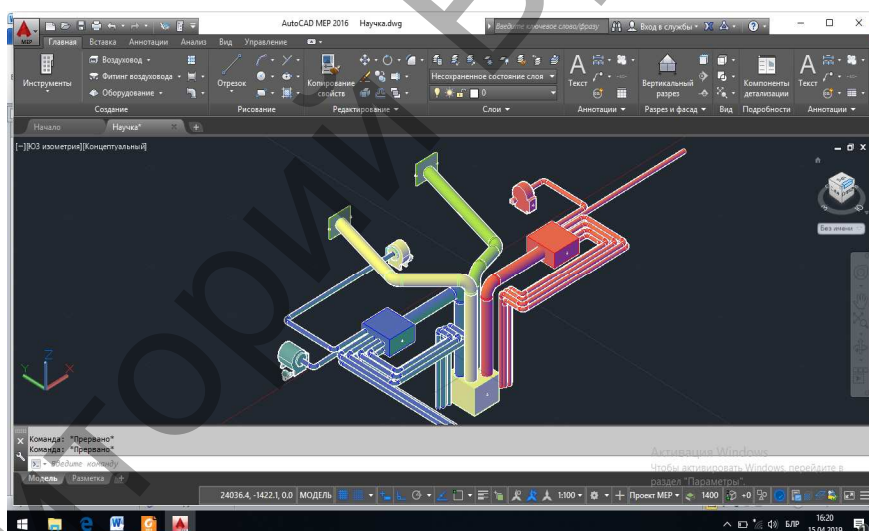 AutoCAD MEP 2016 Научка.dwg
Введите ключевое слово/фразу
Вход в службы
MEP
Главная Вставка Аннотации Анализ Вид Управление
Воздуховод
Фитинг воздуховода
Оборудование
Инструменты
Отрезок
Копирование свойств
Несохраненное состояние слоя
0
Текст
Вертикальный разрез
Компоненты детализации
Текст
Создание Рисование Редактирование Слои Аннотации Разрез и фасад Вид Подробности Аннотации
Начало Научка*
[−][ЮЗ изометрия][Концептуальный]
Без имени
Z
Y X
Команда: *Прервано*
Команда: *Прервано*
Введите команду
Активация Windows
Чтобы активировать Windows, перейдите в
раздел "Параметры".
Модель Разметка
24036.4, -1422.1, 0.0 МОДЕЛЬ 1:100 Проект MEP 1400 +0
16:20
БЛР
15.04.2018